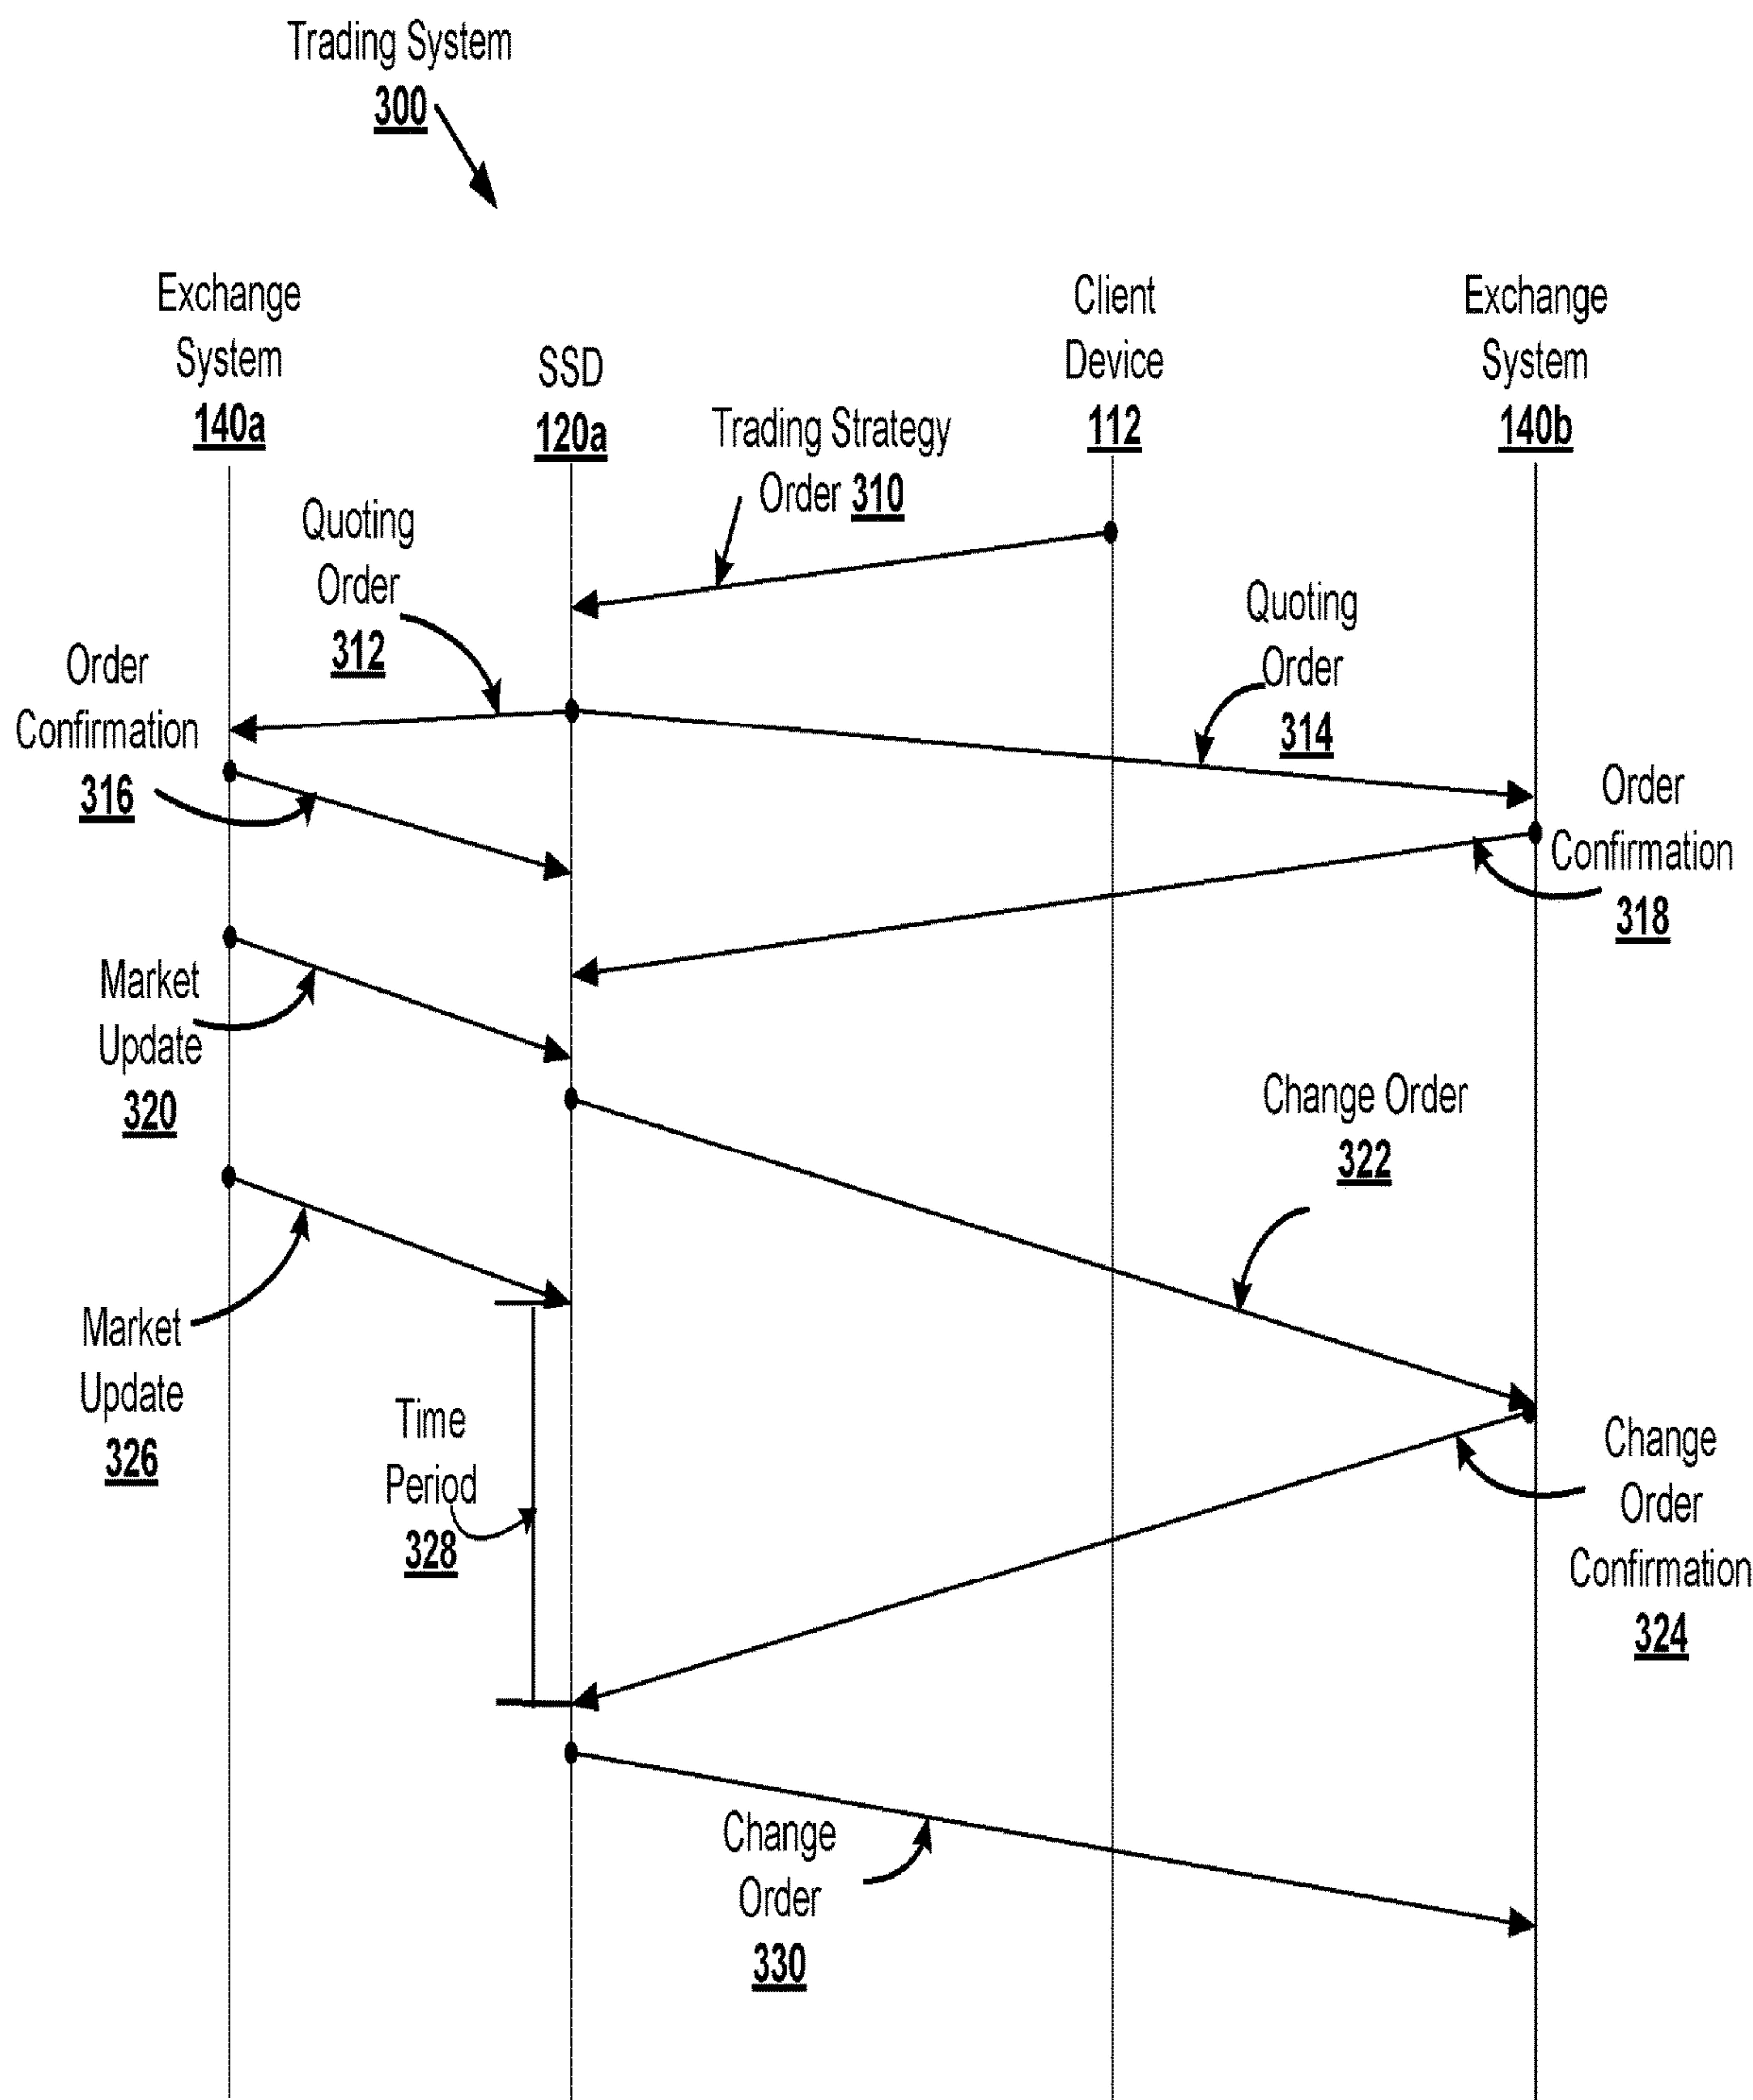 Trading System
300
Exchange
System
140a
SSD
120a
Client
Device
112
Exchange
System
140b
Trading Strategy
Order 310
Quoting
Order
312
Quoting
Order
314
Order
Confirmation
316
Order
Confirmation
318
Market
Update
320
Change Order
322
Market
Update
326
Time
Period
328
Change
Order
Confirmation
324
Change
Order
330